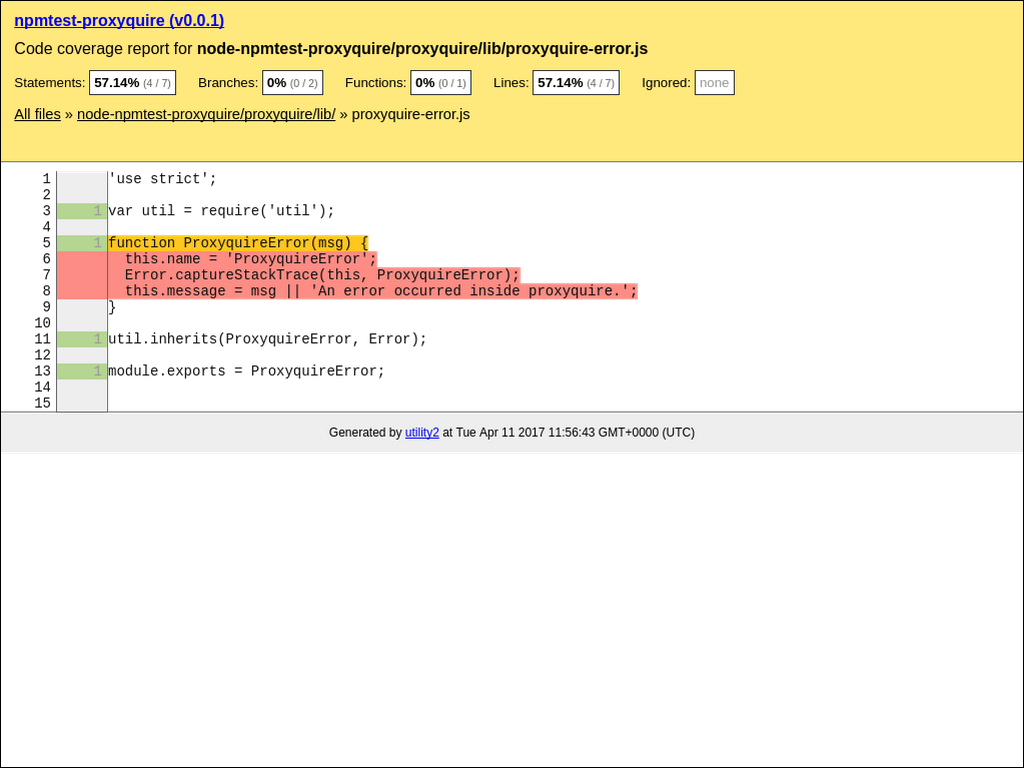 npmtest-proxyquire (v0.0.1)
Code coverage report for node-npmtest-proxyquire/proxyquire/lib/proxyquire-error.js
Statements: 57.14% (4 / 7) Branches: 0% (0 / 2) Functions: 0% (0 / 1) Lines: 57.14% (4 / 7) Ignored: none
All files » node-npmtest-proxyquire/proxyquire/lib/ » proxyquire-error.js
1 'use strict';
2
3 1 var util = require('util');
4
5 1 function ProxyquireError(msg) {
6   this.name = 'ProxyquireError';
7   Error.captureStackTrace(this, ProxyquireError);
8   this.message = msg || 'An error occurred inside proxyquire.';
9 }
10
11 1 util.inherits(ProxyquireError, Error);
12
13 1 module.exports = ProxyquireError;
14
15
Generated by utility2 at Tue Apr 11 2017 11:56:43 GMT+0000 (UTC)